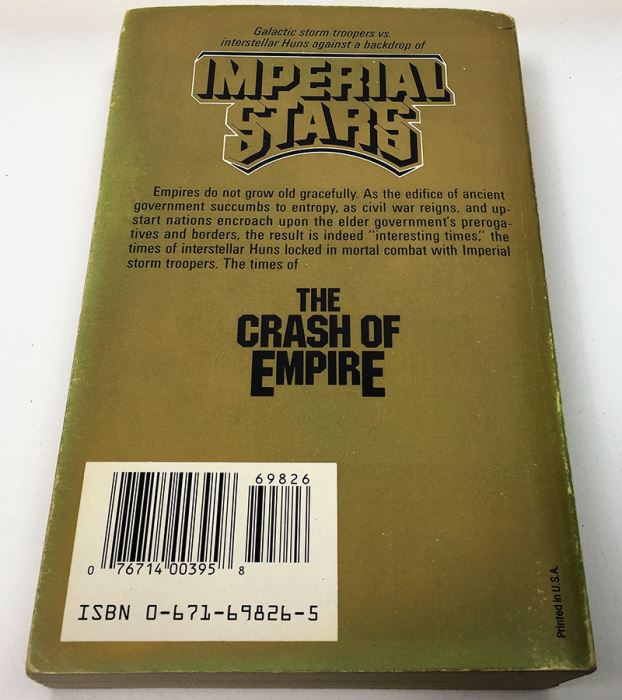 Galactic storm troopers vs.
interstellar Huns against a backdrop of
IMPERIAL
STARS
Empires do not grow old gracefully. As the edifice of ancient
government succumbs to entropy, as civil war reigns, and up-
start nations encroach upon the elder government's preroga-
tives and borders, the result is indeed "interesting times," the
times of interstellar Huns locked in mortal combat with Imperial
storm troopers. The times of
THE
CRASH OF
EMPIRE
69826
0 76714 00395 8
ISBN 0-671-69826-5
Printed in U.S.A.